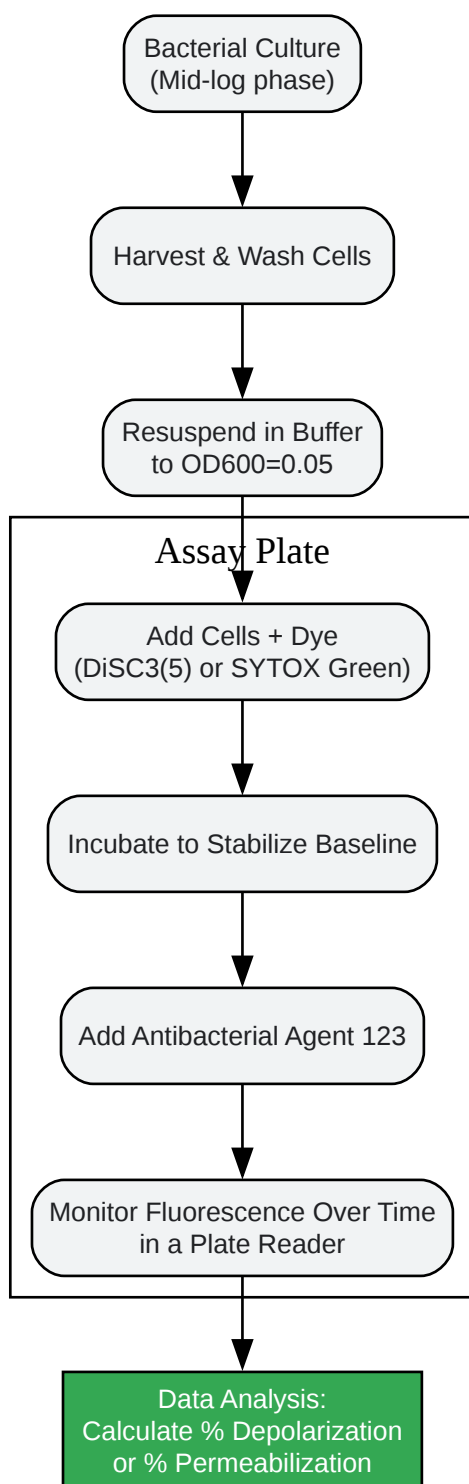 Bacterial Culture
(Mid-log phase)
Harvest & Wash Cells
Resuspend in Buffer
to OD600=0.05
Assay Plate
Add Cells + Dye
(DiSC3(5) or SYTOX Green)
Incubate to Stabilize Baseline
Add Antibacterial Agent 123
Monitor Fluorescence Over Time
in a Plate Reader
Data Analysis:
Calculate % Depolarization
or % Permeabilization